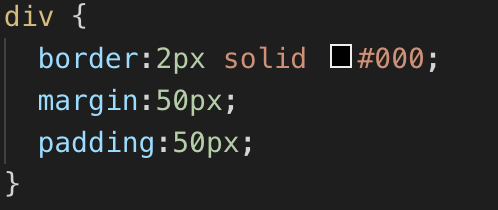 div {
  border:2px solid #000;
  margin:50px;
  padding:50px;
}